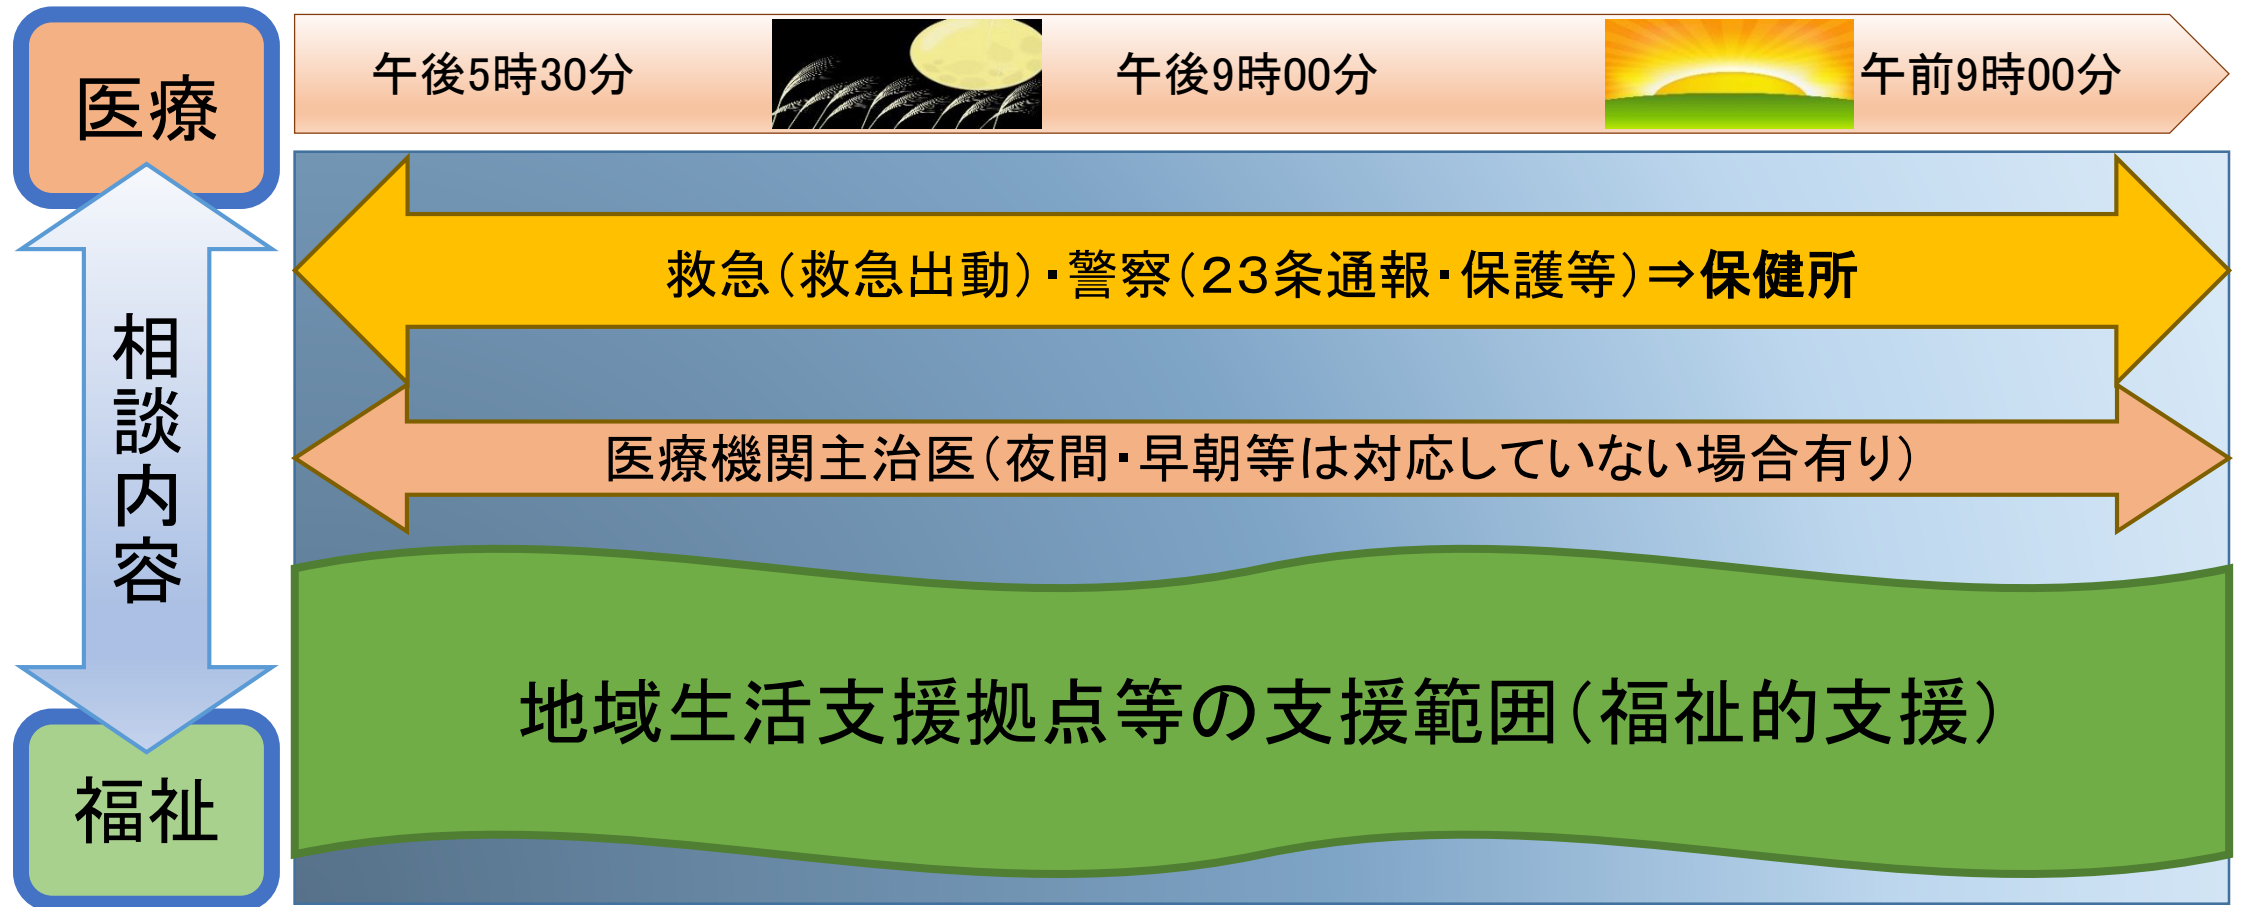 医療
午後5時30分
午後9時00分
午前9時00分
救急（救急出動）・警察（２３条通報・保護等）⇒保健所
医療機関主治医（夜間・早朝等は対応していない場合有り）
相談内容
地域生活支援拠点等の支援範囲（福祉的支援）
福祉